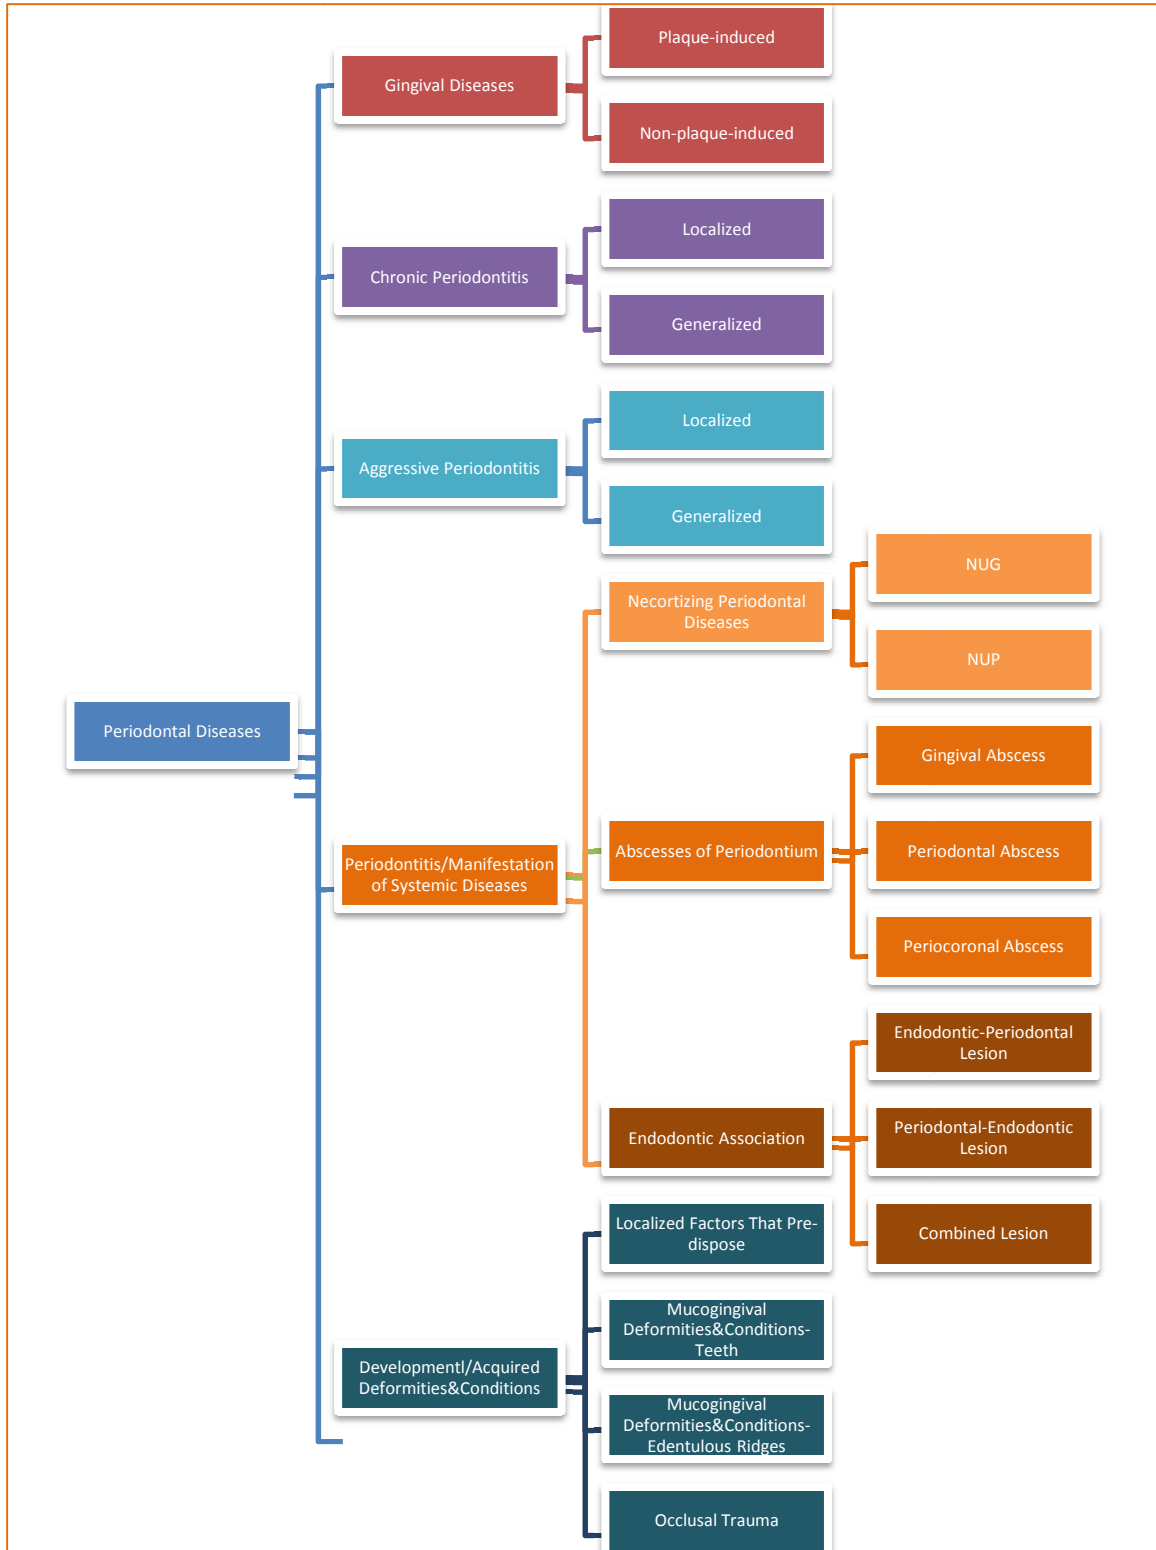 Plaque-induced
Gingival Diseases
Non-plaque-induced
Localized
Chronic Periodontitis
Generalized
Localized
Aggressive Periodontitis
Generalized
NUG
Necortizing Periodontal
Diseases
NUP
Periodontal Diseases
Gingival Abscess
Periodontitis/Manifestation
of Systemic Diseases
Abscesses of Periodontium
Periodontal Abscess
Periocoronal Abscess
Endodontic-Periodontal
Lesion
Endodontic Association
Periodontal-Endodontic
Lesion
Combined Lesion
Localized Factors That Pre-
dispose
Mucogingival
Deformities&Conditions-
Teeth
Developmentl/Acquired
Deformities&Conditions
Mucogingival
Deformities&Conditions-
Edentulous Ridges
Occlusal Trauma